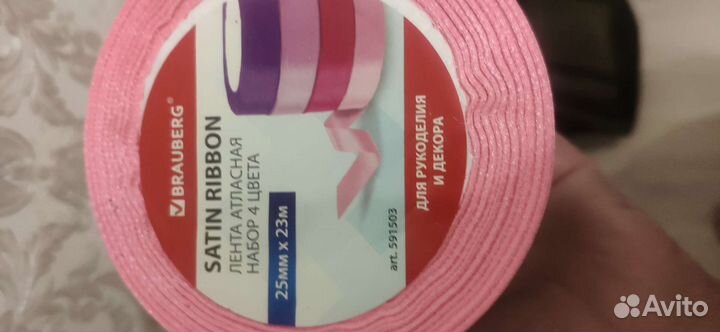 BRAUBERG®
SATIN RIBBON
ЛЕНТА АТЛАСНАЯ
НАБОР 4 ЦВЕТА
25мм х 23м
ДЛЯ РУКОДЕЛИЯ
И ДЕКОРА
art. 591503
Avito